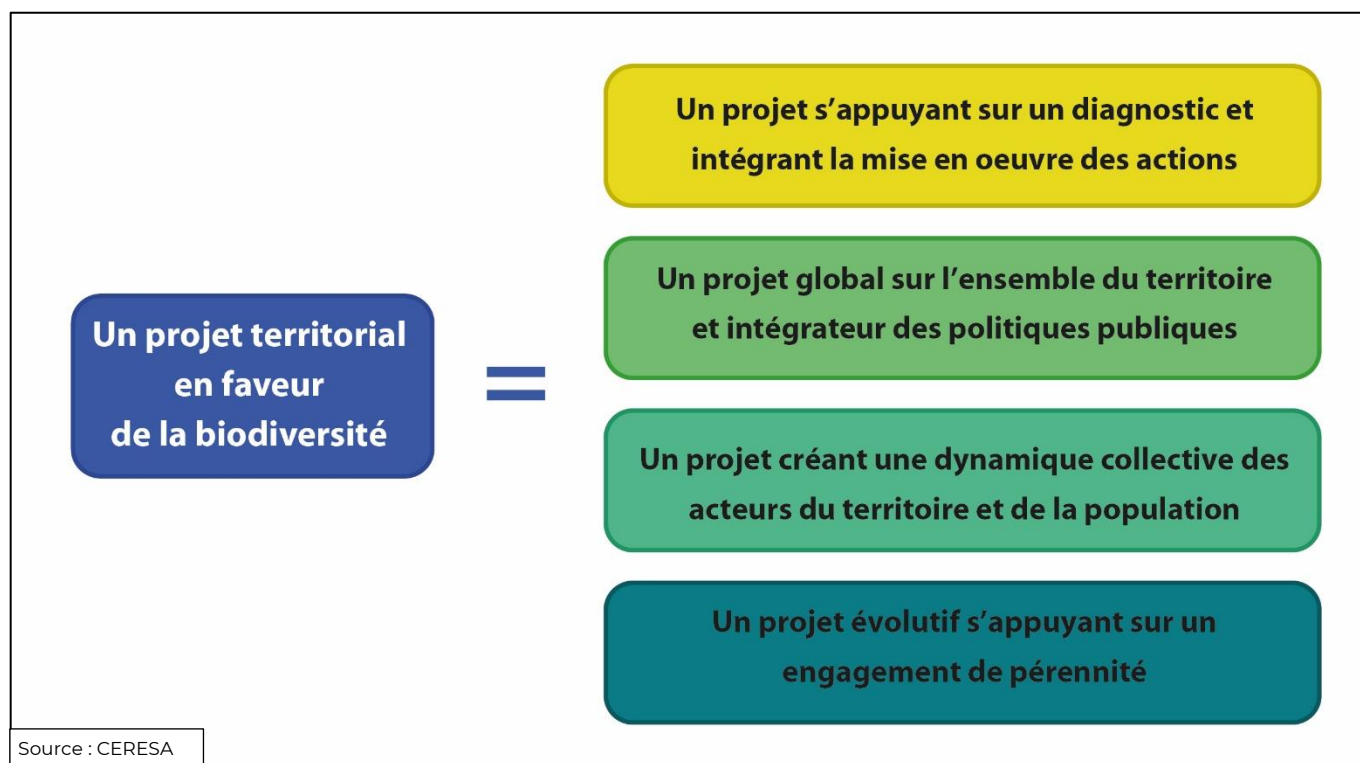 Un projet territorial
en faveur
de la biodiversité
=
Un projet s'appuyant sur un diagnostic et
intégrant la mise en oeuvre des actions
Un projet global sur l'ensemble du territoire
et intégrateur des politiques publiques
Un projet créant une dynamique collective des
acteurs du territoire et de la population
Un projet évolutif s'appuyant sur un
engagement de pérennité
Source : CERESA